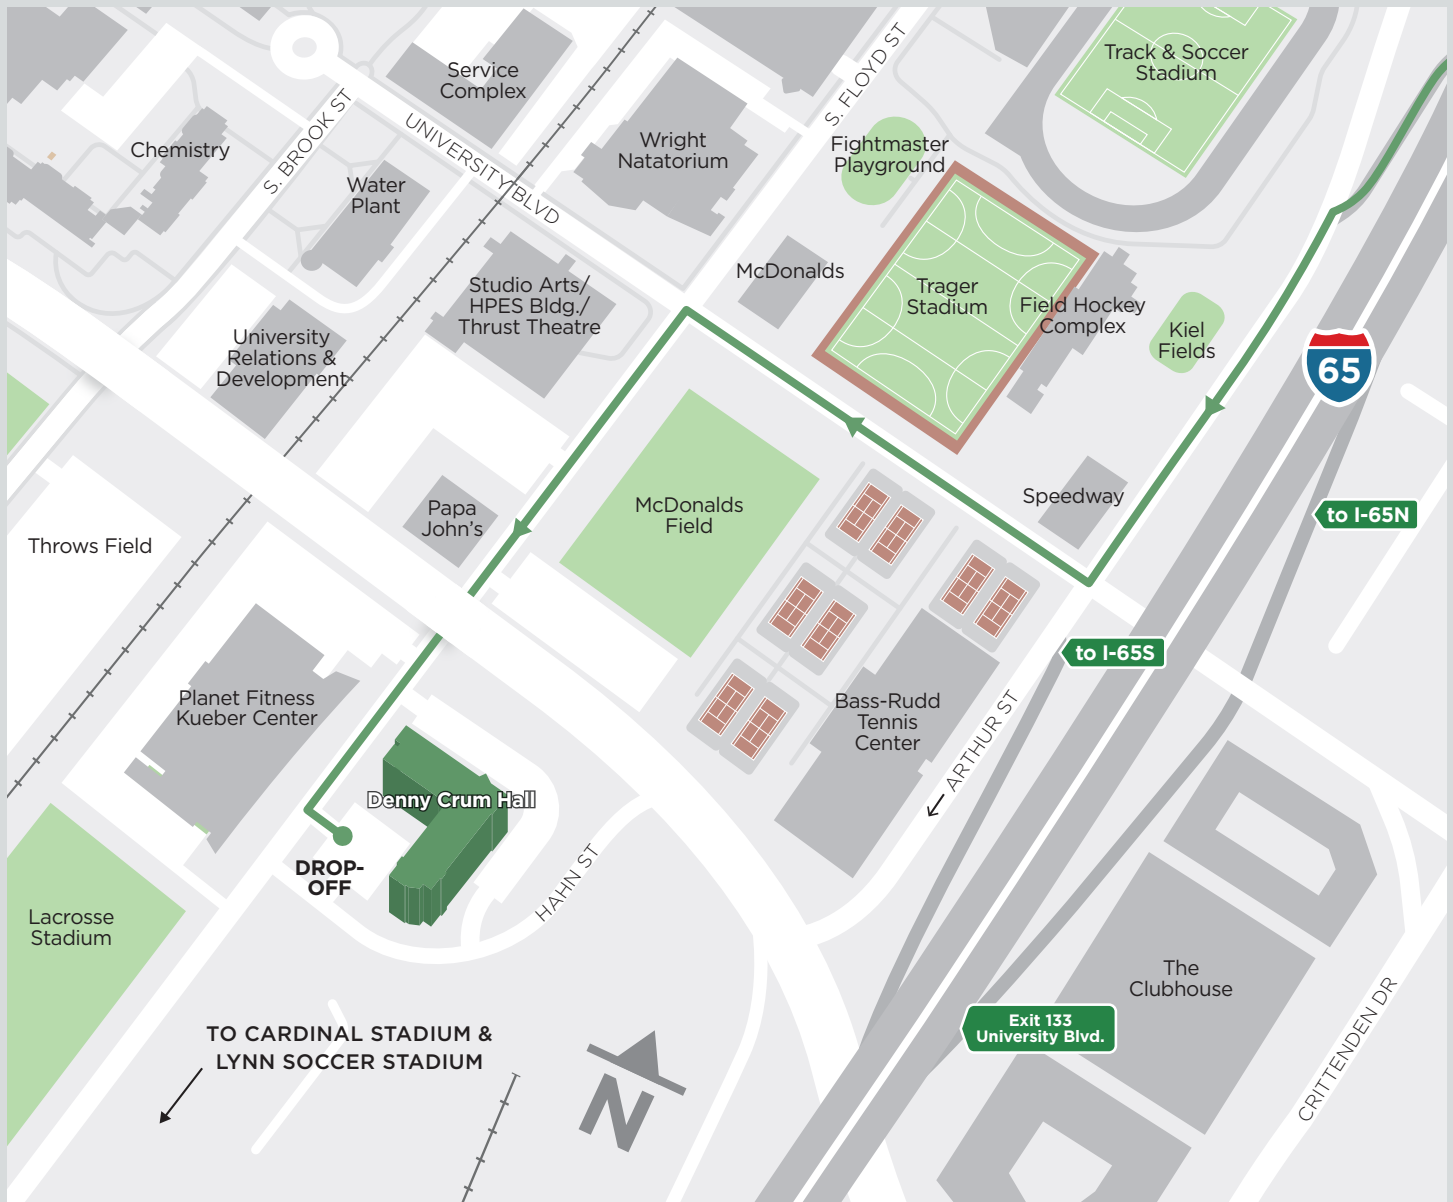 Track & Soccer
Stadium
Service
Complex
S. FLOYD ST
S. BROOK ST
UNIVERSITY BLVD
Chemistry
Wright
Natatorium
Fightmaster
Playground
Water
Plant
McDonalds
Studio Arts/
HPES Bldg./
Thrust Theatre
Trager
Stadium
Field Hockey
Complex
Kiel
Fields
University
Relations &
Development
65
Speedway
McDonalds
Field
Papa
John's
to I-65N
Throws Field
to I-65S
Planet Fitness
Kueber Center
Bass-Rudd
Tennis
Center
ARTHUR ST
Denny Crum Hall
DROP-
OFF
HAHN ST
Lacrosse
Stadium
The
Clubhouse
Exit 133
University Blvd.
TO CARDINAL STADIUM &
LYNN SOCCER STADIUM
CRITTENDEN DR
N